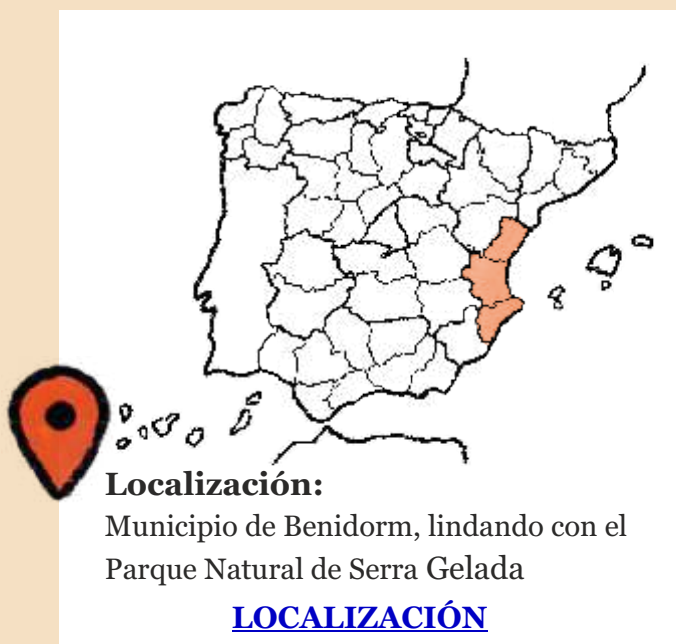 Localización:
Municipio de Benidorm, lindando con el
Parque Natural de Serra Gelada
LOCALIZACIÓN